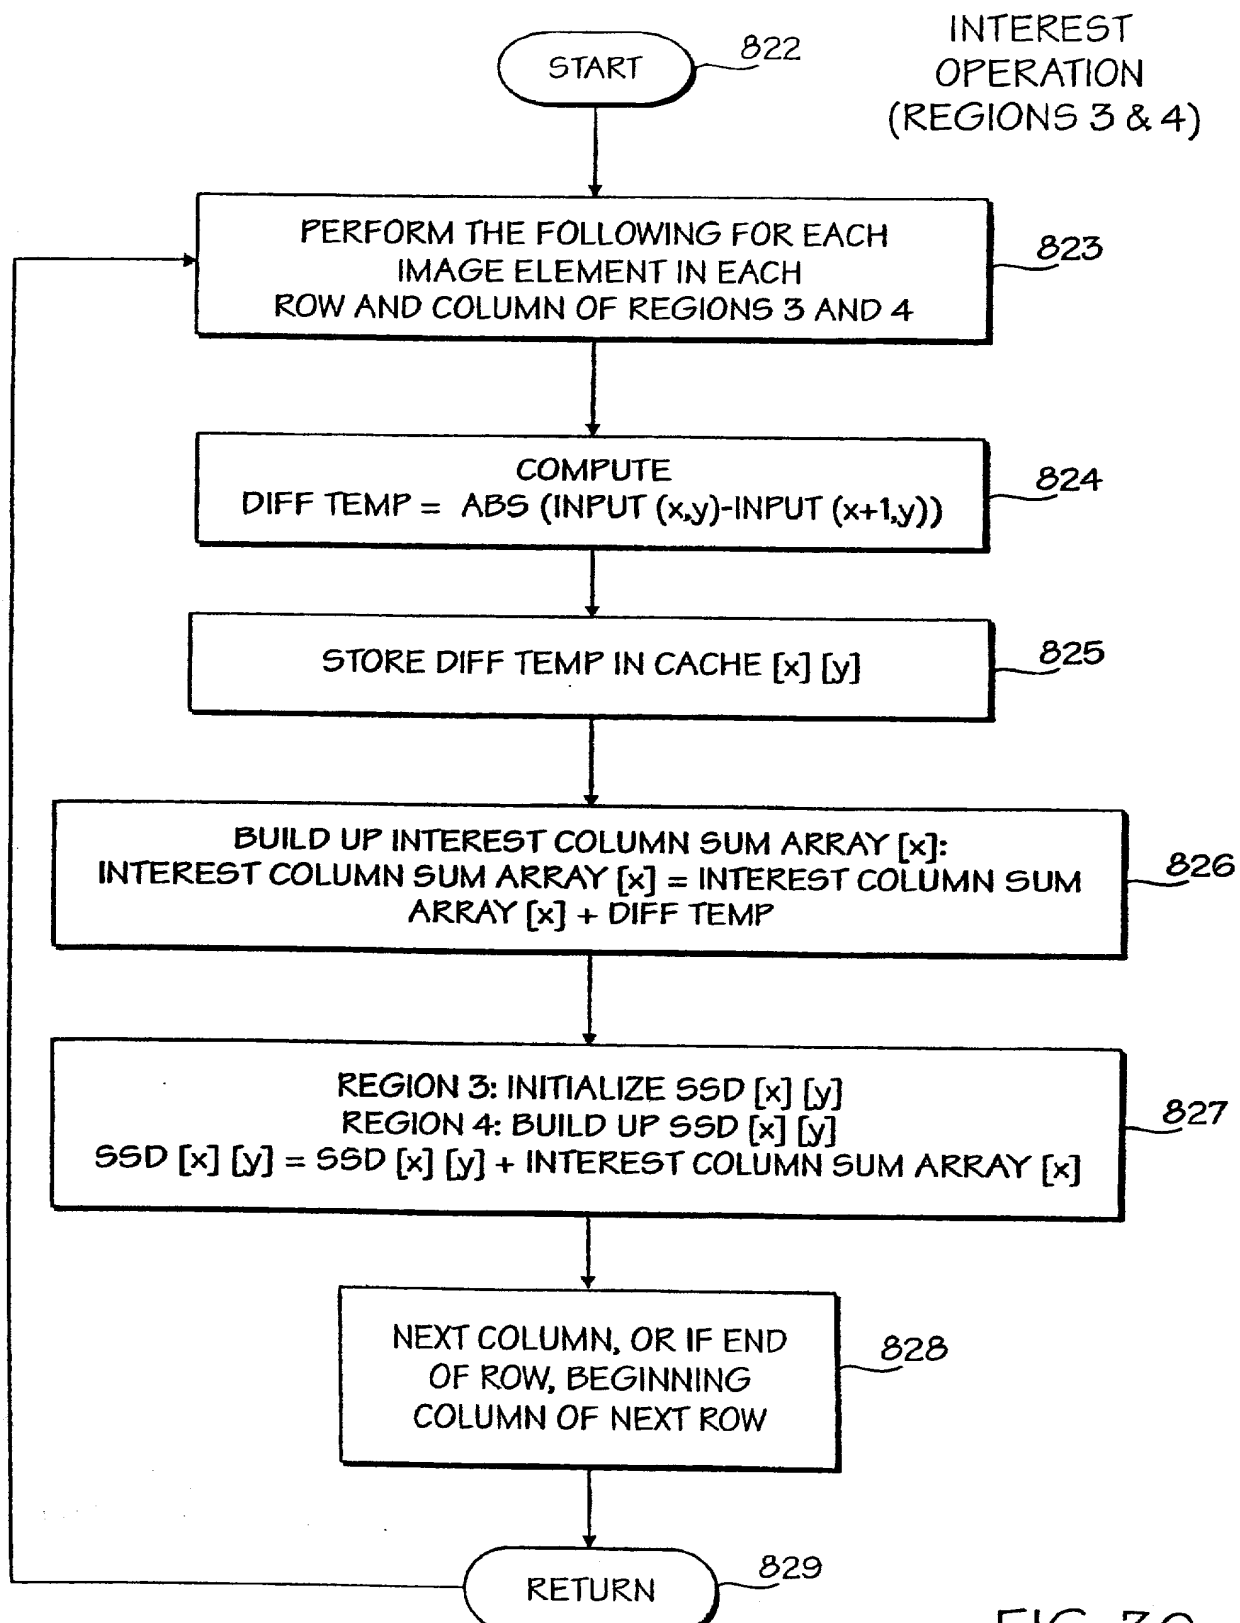 INTEREST
OPERATION
(REGIONS 3 & 4)
START
822
PERFORM THE FOLLOWING FOR EACH
IMAGE ELEMENT IN EACH
ROW AND COLUMN OF REGIONS 3 AND 4
823
COMPUTE
DIFF TEMP = ABS (INPUT (x,y)-INPUT (x+1,y))
824
STORE DIFF TEMP IN CACHE [x] [y]
825
BUILD UP INTEREST COLUMN SUM ARRAY [x]:
INTEREST COLUMN SUM ARRAY [x] = INTEREST COLUMN SUM
ARRAY [x] + DIFF TEMP
826
REGION 3: INITIALIZE SSD [x] [y]
REGION 4: BUILD UP SSD [x] [y]
SSD [x] [y] = SSD [x] [y] + INTEREST COLUMN SUM ARRAY [x]
827
NEXT COLUMN, OR IF END
OF ROW, BEGINNING
COLUMN OF NEXT ROW
828
RETURN
829
FIG.